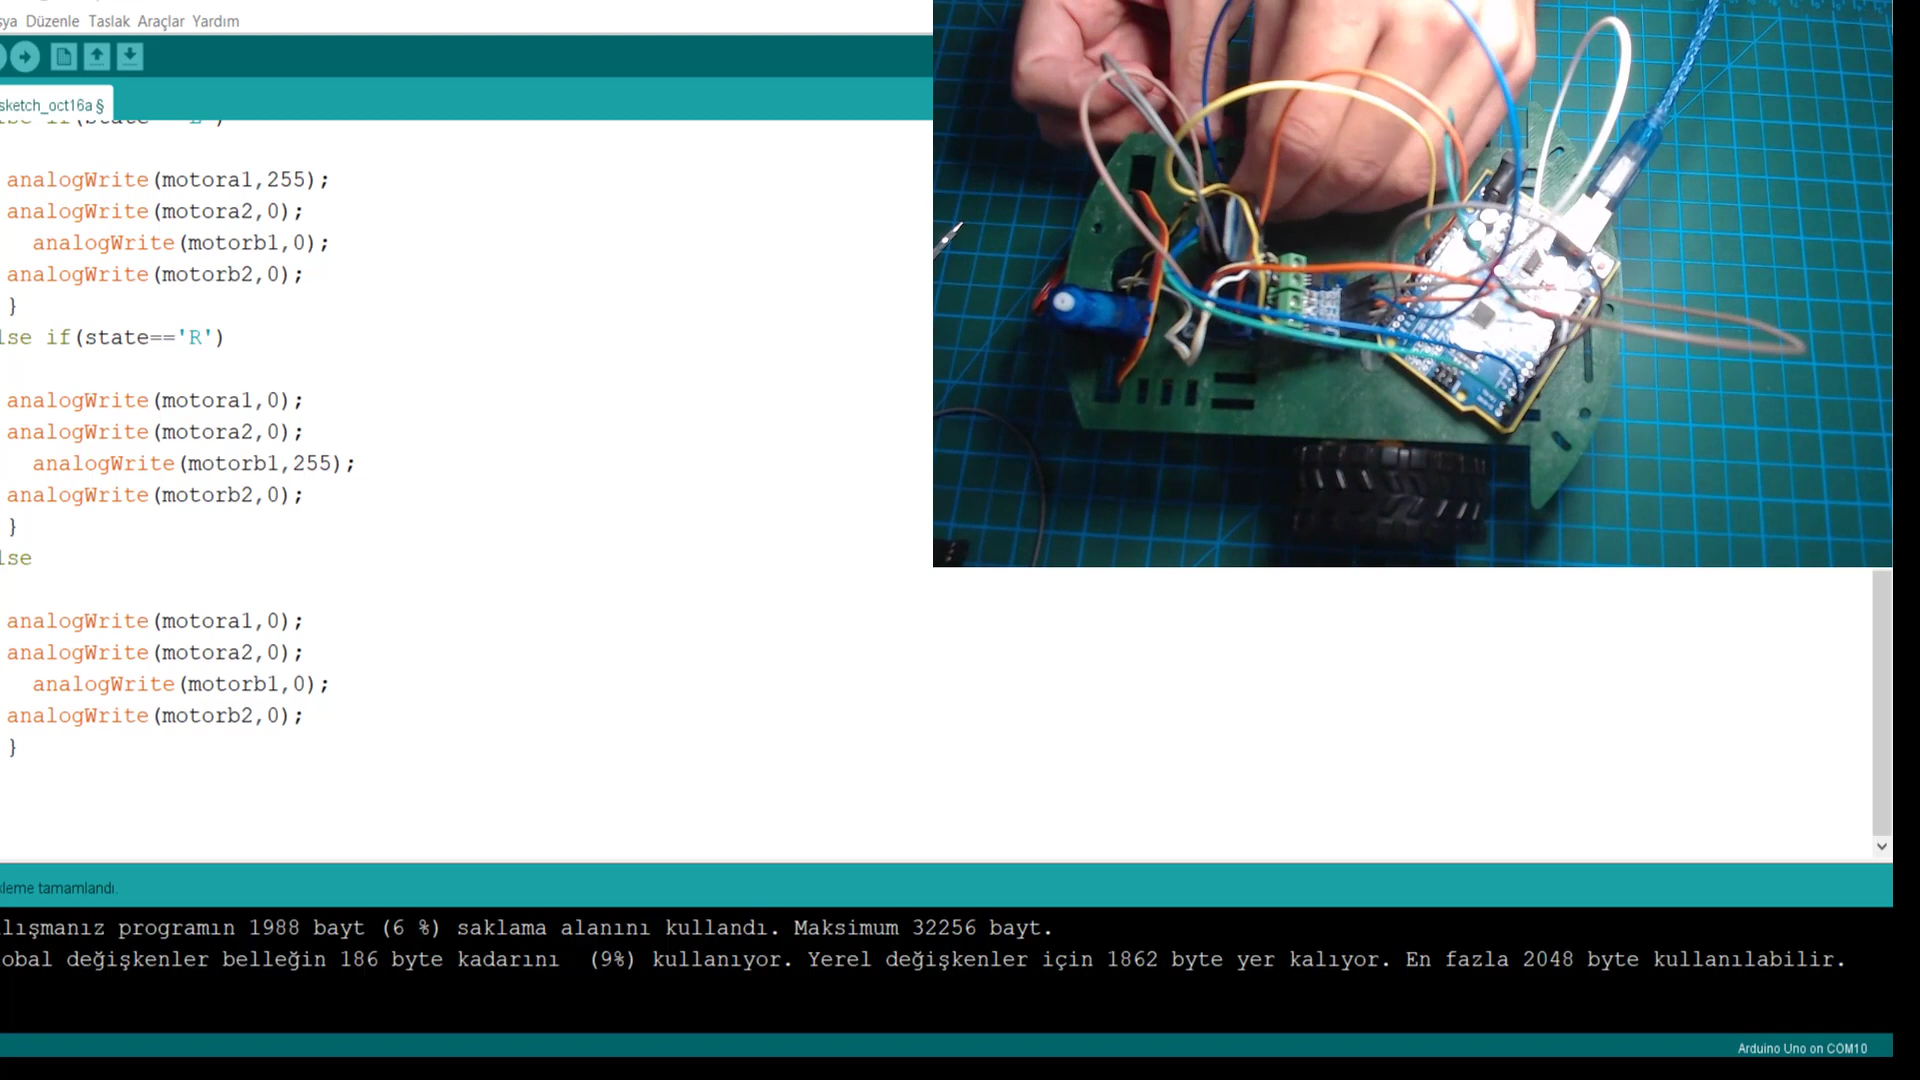 Düzenle Taslak Araçlar Yardım
sketch_oct16a §
analogWrite(motora1,255);
analogWrite(motora2,0);
analogWrite(motorb1,0);
analogWrite(motorb2,0);
}
lse if(state=='R')
analogWrite(motora1,0);
analogWrite(motora2,0);
analogWrite(motorb1,255);
analogWrite(motorb2,0);
}
lse
analogWrite(motora1,0);
analogWrite(motora2,0);
analogWrite(motorb1,0);
analogWrite(motorb2,0);
}
kleme tamamlandı.
lışmanız programın 1988 bayt (6 %) saklama alanını kullandı. Maksimum 32256 bayt.
obal değişkenler belleğin 186 byte kadarını (9%) kullanıyor. Yerel değişkenler için 1862 byte yer kalıyor. En fazla 2048 byte kullanılabilir.
Arduino Uno on COM10